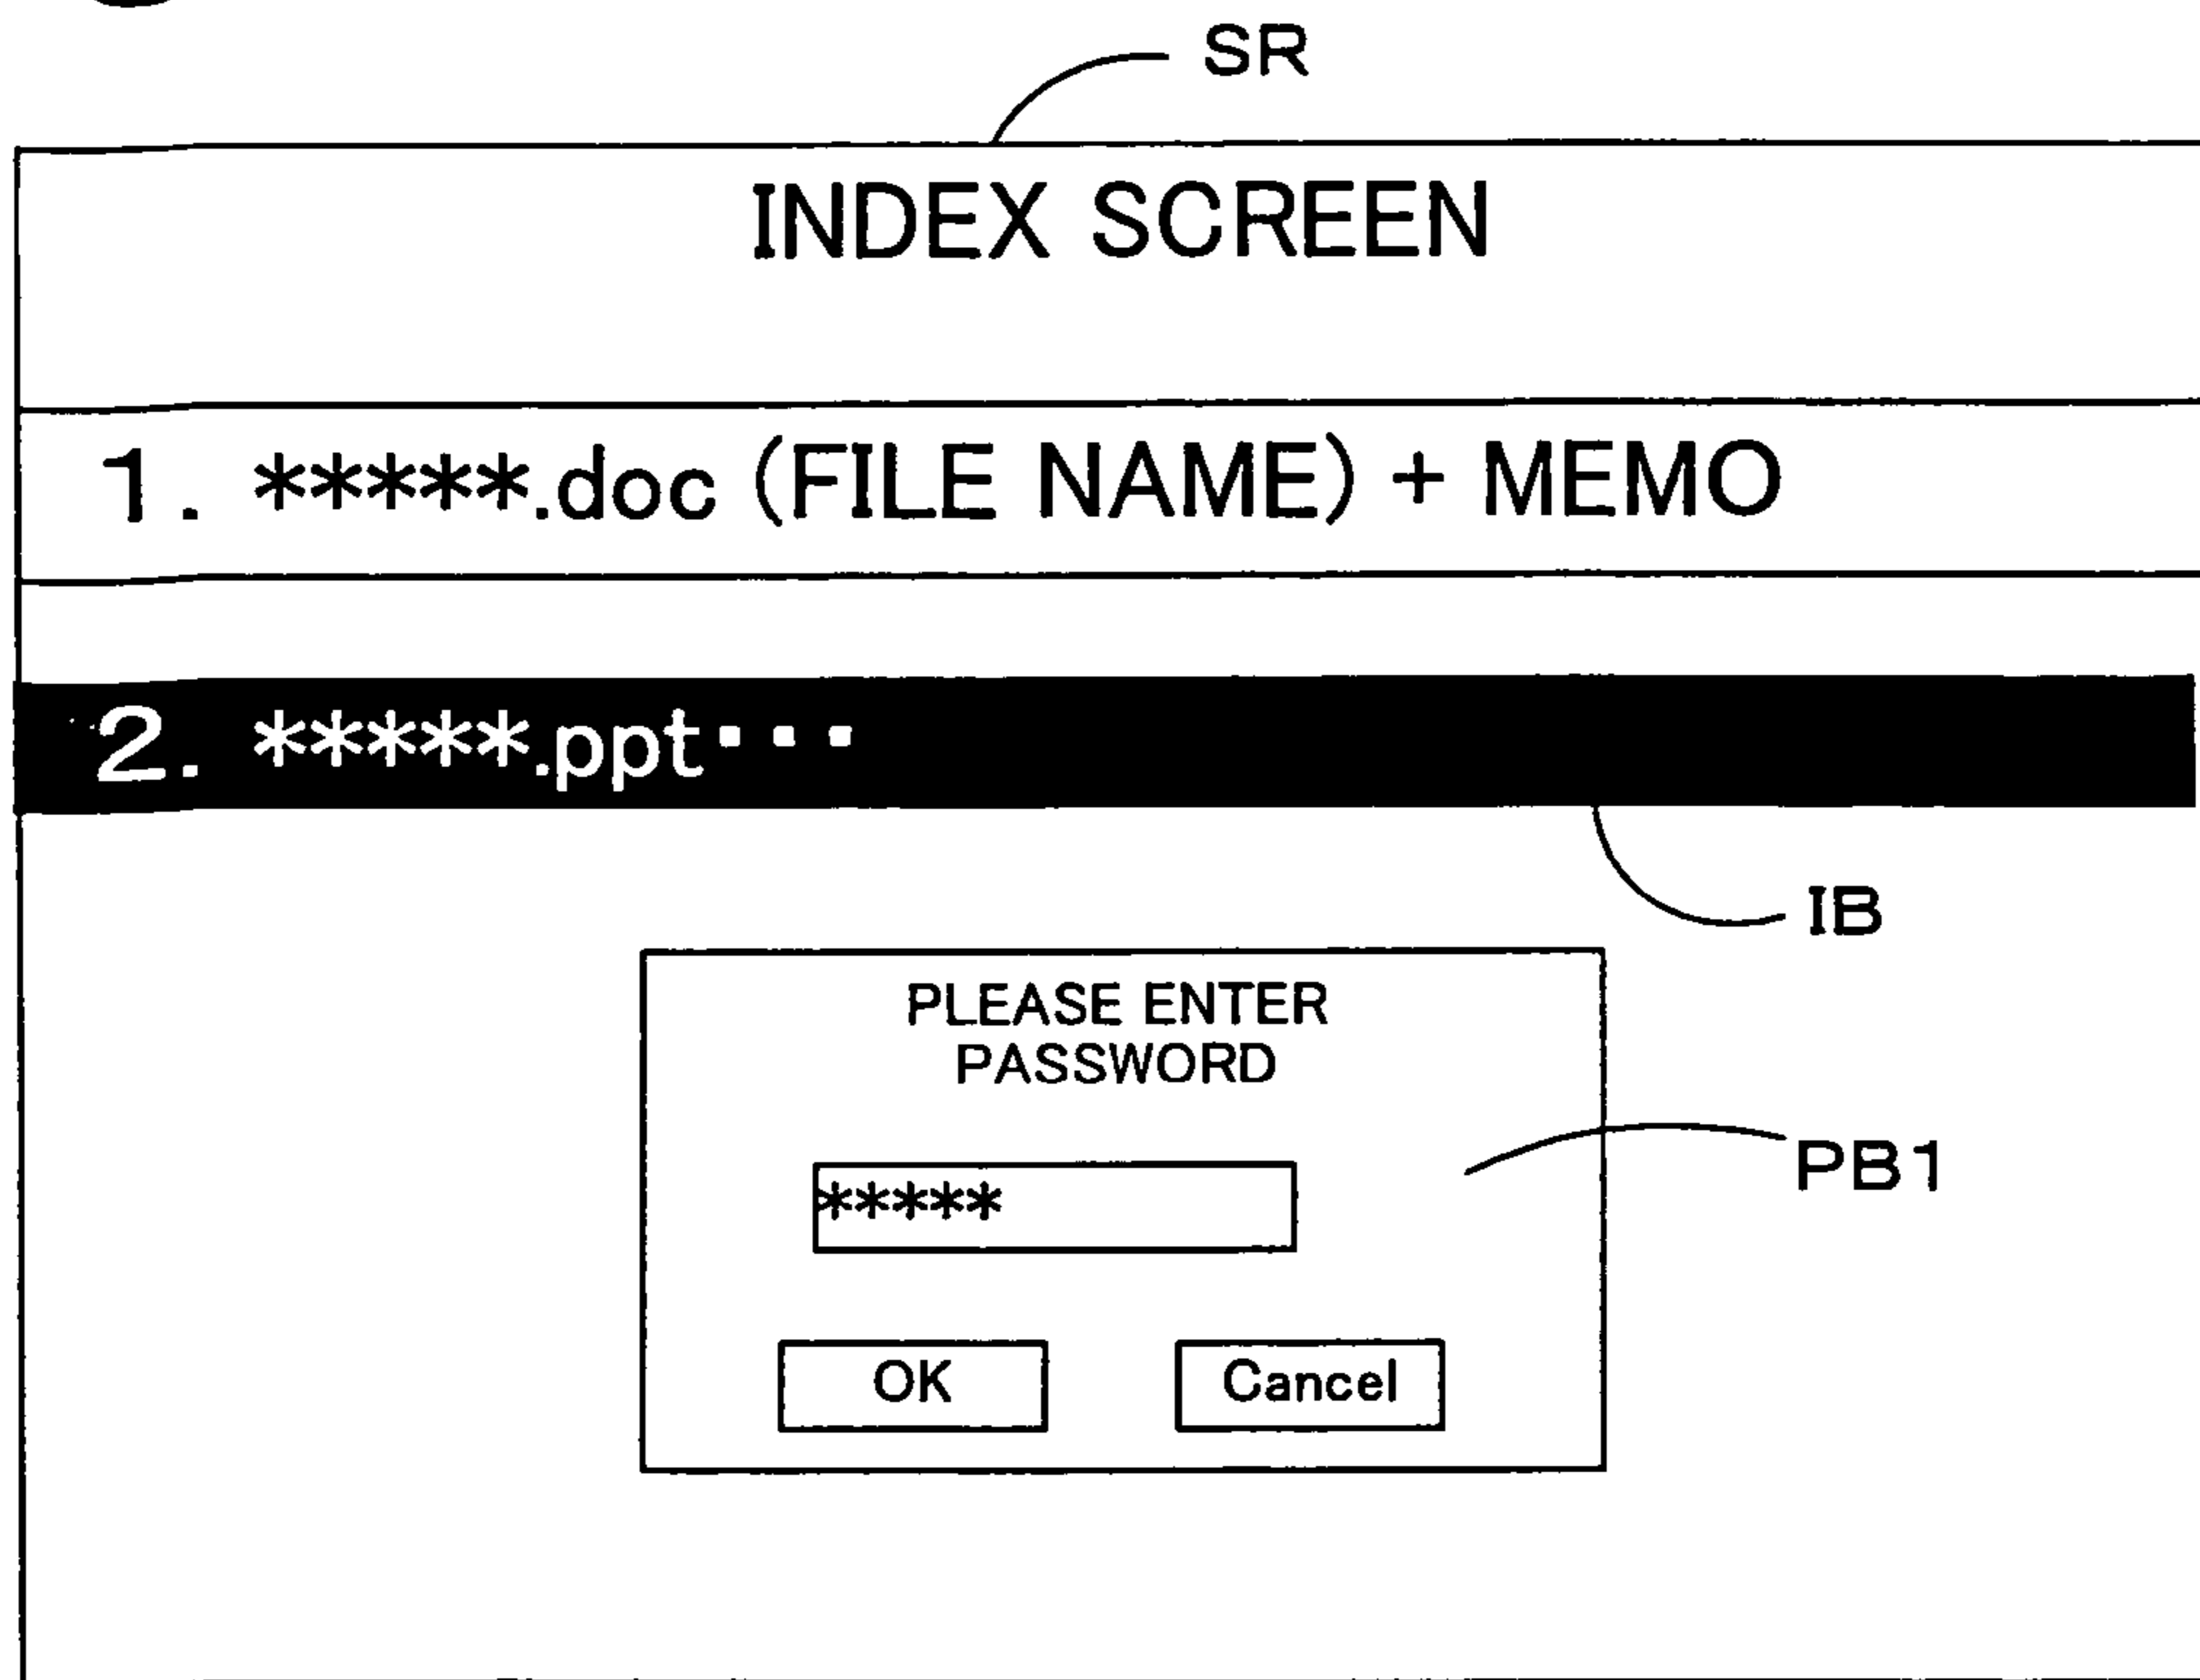 SR
INDEX SCREEN
1. *****.doc (FILE NAME) + MEMO
2. *****.ppt･･･
IB
PLEASE ENTER
PASSWORD
PB1
*****
OK Cancel